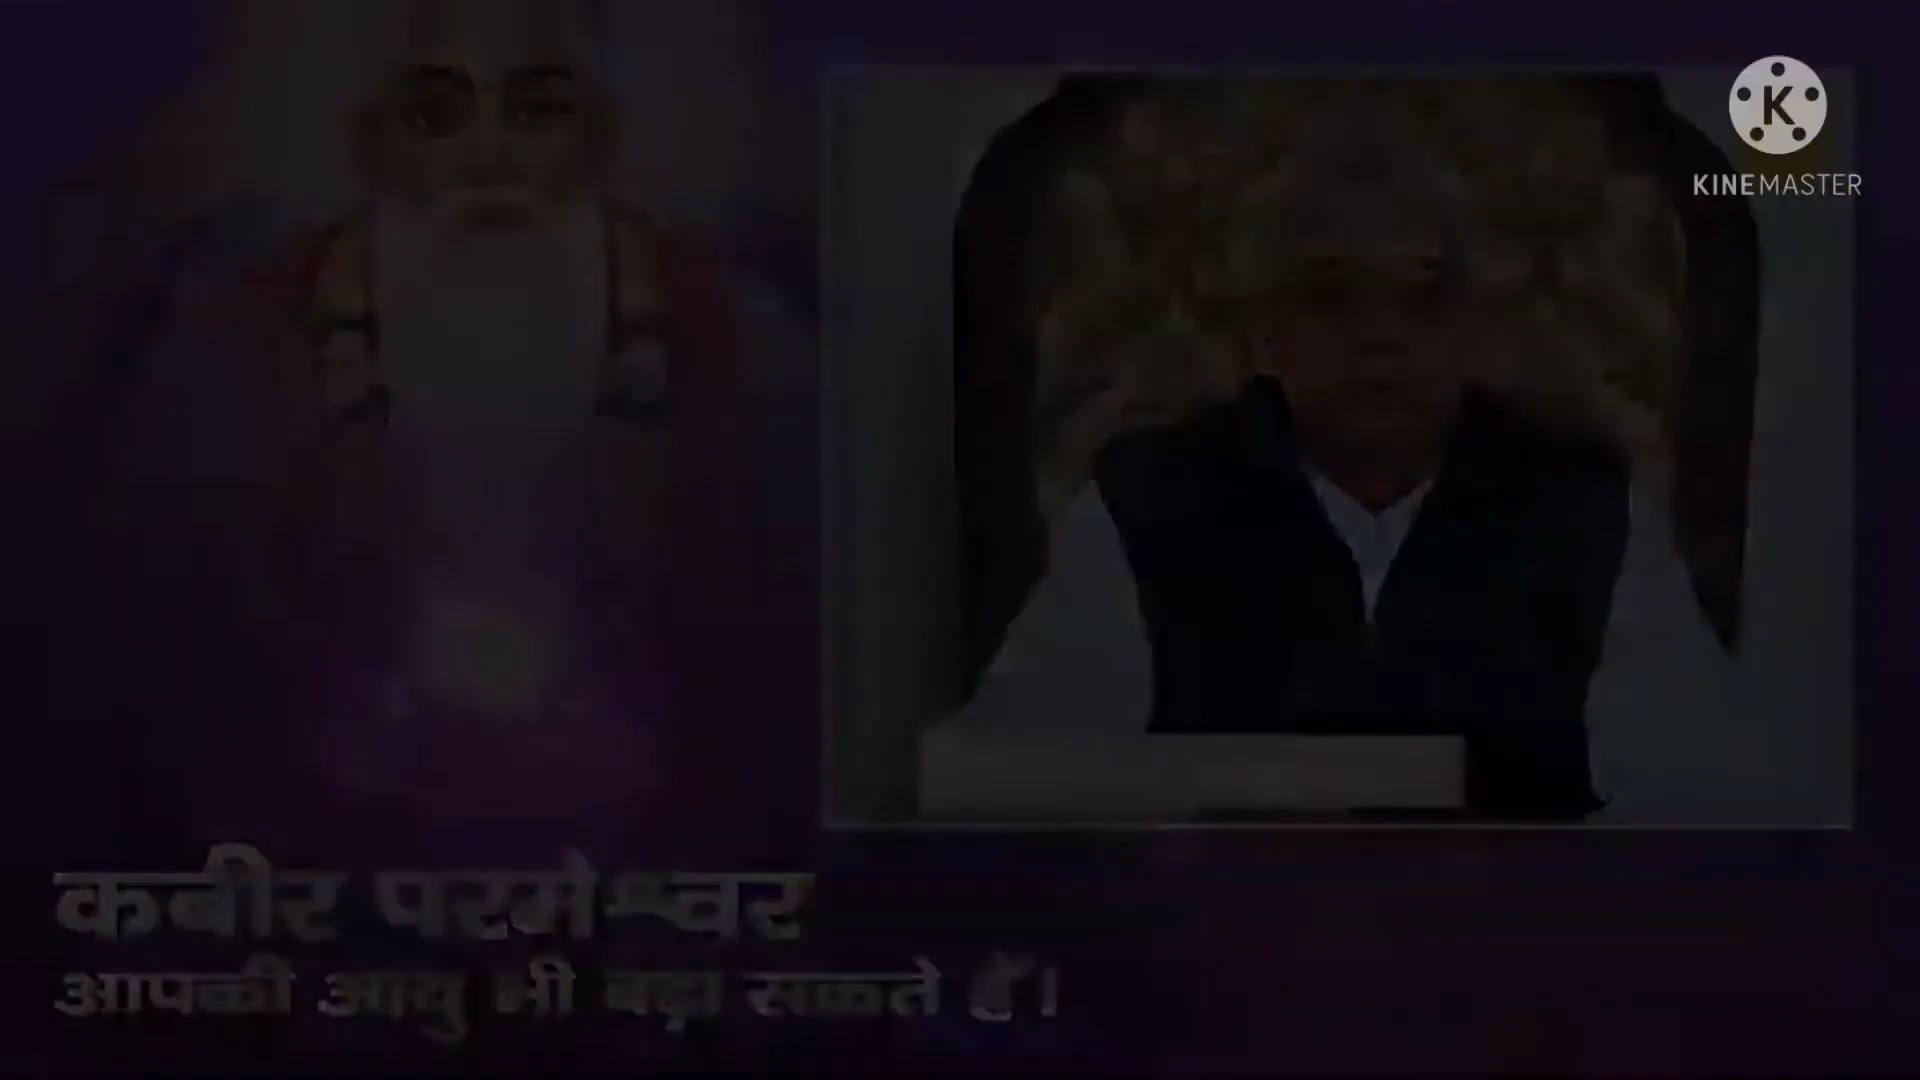 K
KINEMASTER
कबीर परमेश्वर
आपकी आयु भी बढ़ा सकते हैं।